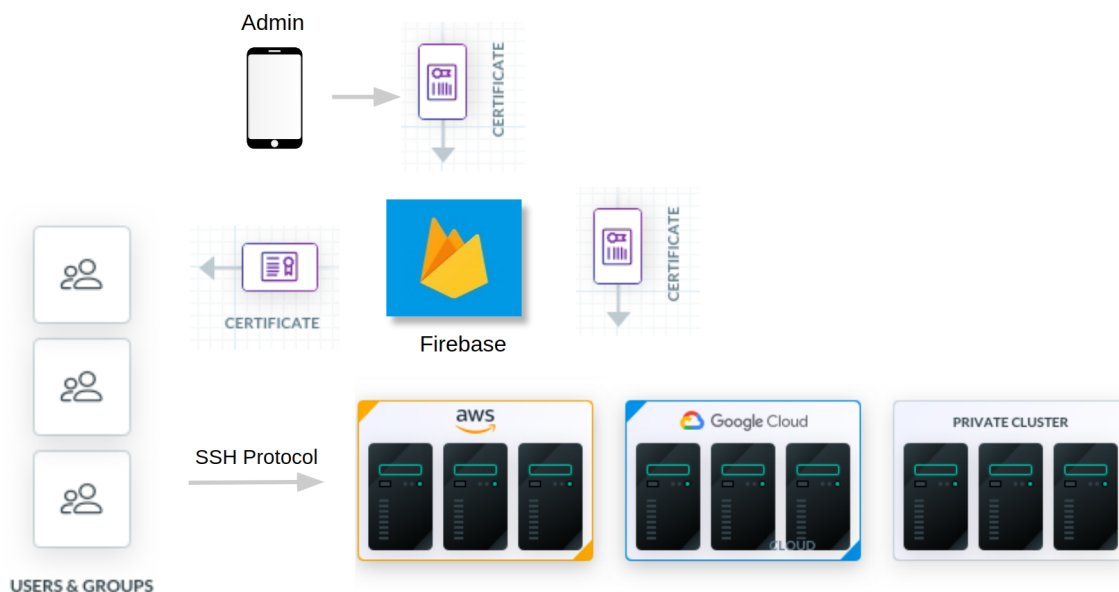 Admin
CERTIFICATE
CERTIFICATE
CERTIFICATE
Firebase
aws
Google Cloud
PRIVATE CLUSTER
SSH Protocol
CLOUD
USERS & GROUPS